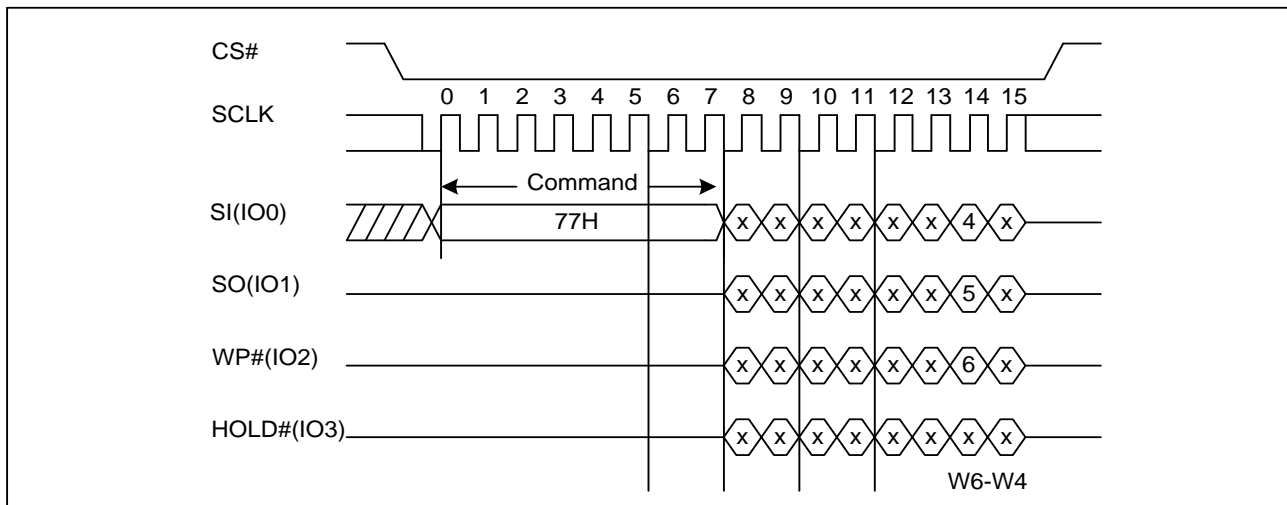 CS#
0 1 2 3 4 5 6 7 8 9 10 11 12 13 14 15
SCLK
Command
SI(IO0)
77H
x x x x x x 4 x
SO(IO1)
x x x x x x 5 x
WP#(IO2)
x x x x x x 6 x
HOLD#(IO3)
x x x x x x x x
W6-W4